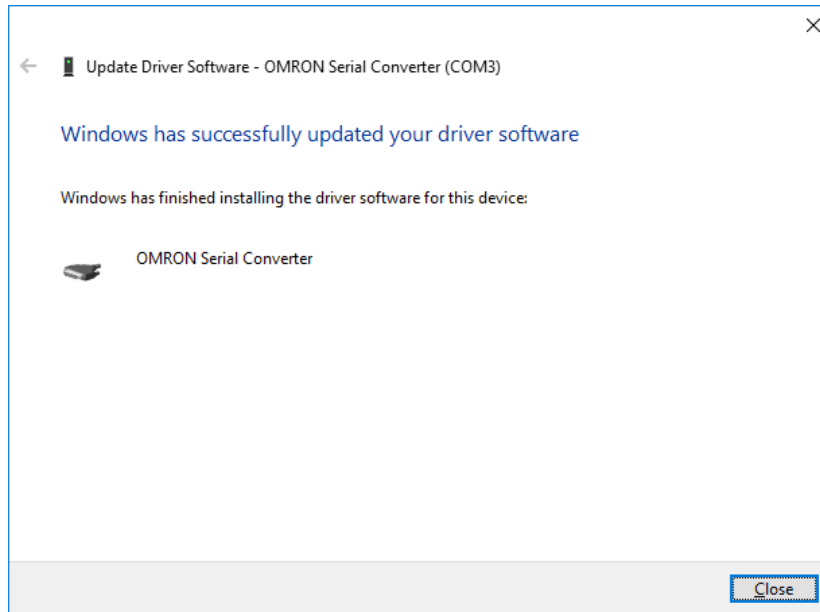 Update Driver Software - OMRON Serial Converter (COM3)
Windows has successfully updated your driver software
Windows has finished installing the driver software for this device:
OMRON Serial Converter
Close